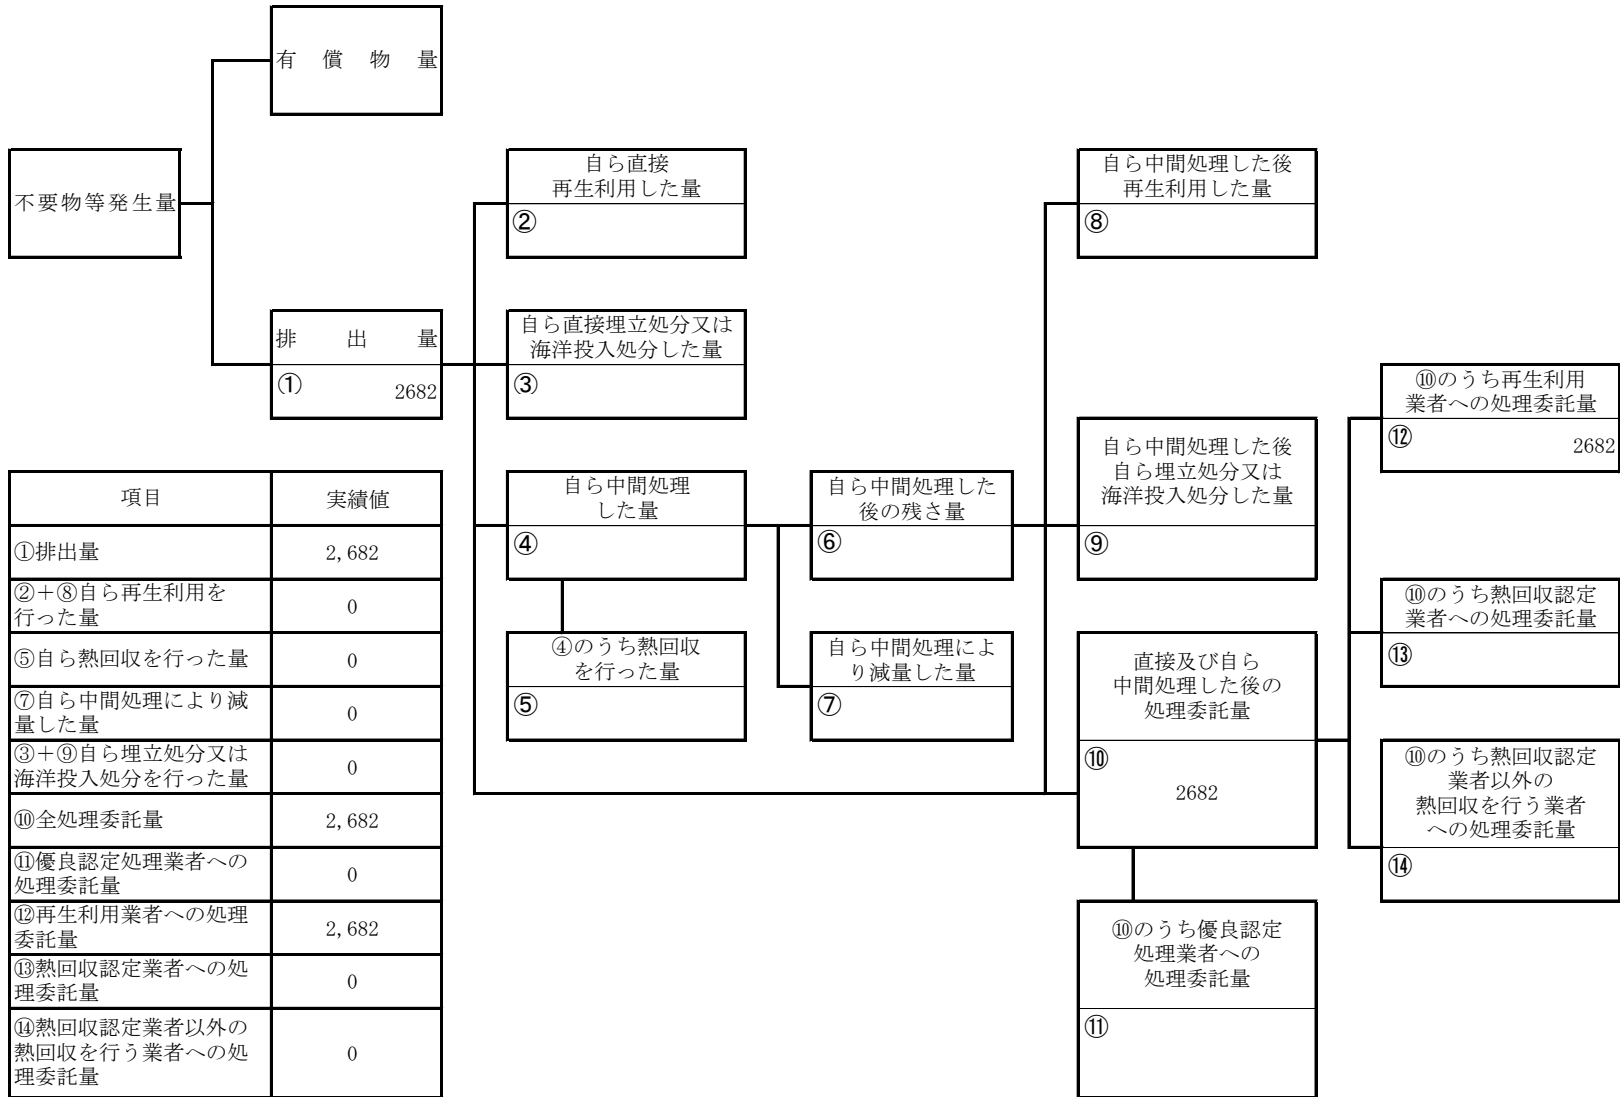 有償物量
不要物等発生量
排出量
① 2682
自ら直接
再生利用した量
②
自ら直接埋立処分又は
海洋投入処分した量
③
自ら中間処理
した量
④
④のうち熱回収
を行った量
⑤
自ら中間処理した
後の残さ量
⑥
自ら中間処理によ
り減量した量
⑦
自ら中間処理した後
再生利用した量
⑧
自ら中間処理した後
自ら埋立処分又は
海洋投入処分した量
⑨
直接及び自ら
中間処理した後の
処理委託量
⑩
2682
⑩のうち優良認定
処理業者への
処理委託量
⑪
⑩のうち再生利用
業者への処理委託量
⑫ 2682
⑩のうち熱回収認定
業者への処理委託量
⑬
⑩のうち熱回収認定
業者以外の
熱回収を行う業者
への処理委託量
⑭
項目 実績値
①排出量 2,682
②+⑧自ら再生利用を
行った量 0
⑤自ら熱回収を行った量 0
⑦自ら中間処理により減
量した量 0
③+⑨自ら埋立処分又は
海洋投入処分を行った量 0
⑩全処理委託量 2,682
⑪優良認定処理業者への
処理委託量 0
⑫再生利用業者への処理
委託量 2,682
⑬熱回収認定業者への処
理委託量 0
⑭熱回収認定業者以外の
熱回収を行う業者への処
理委託量 0